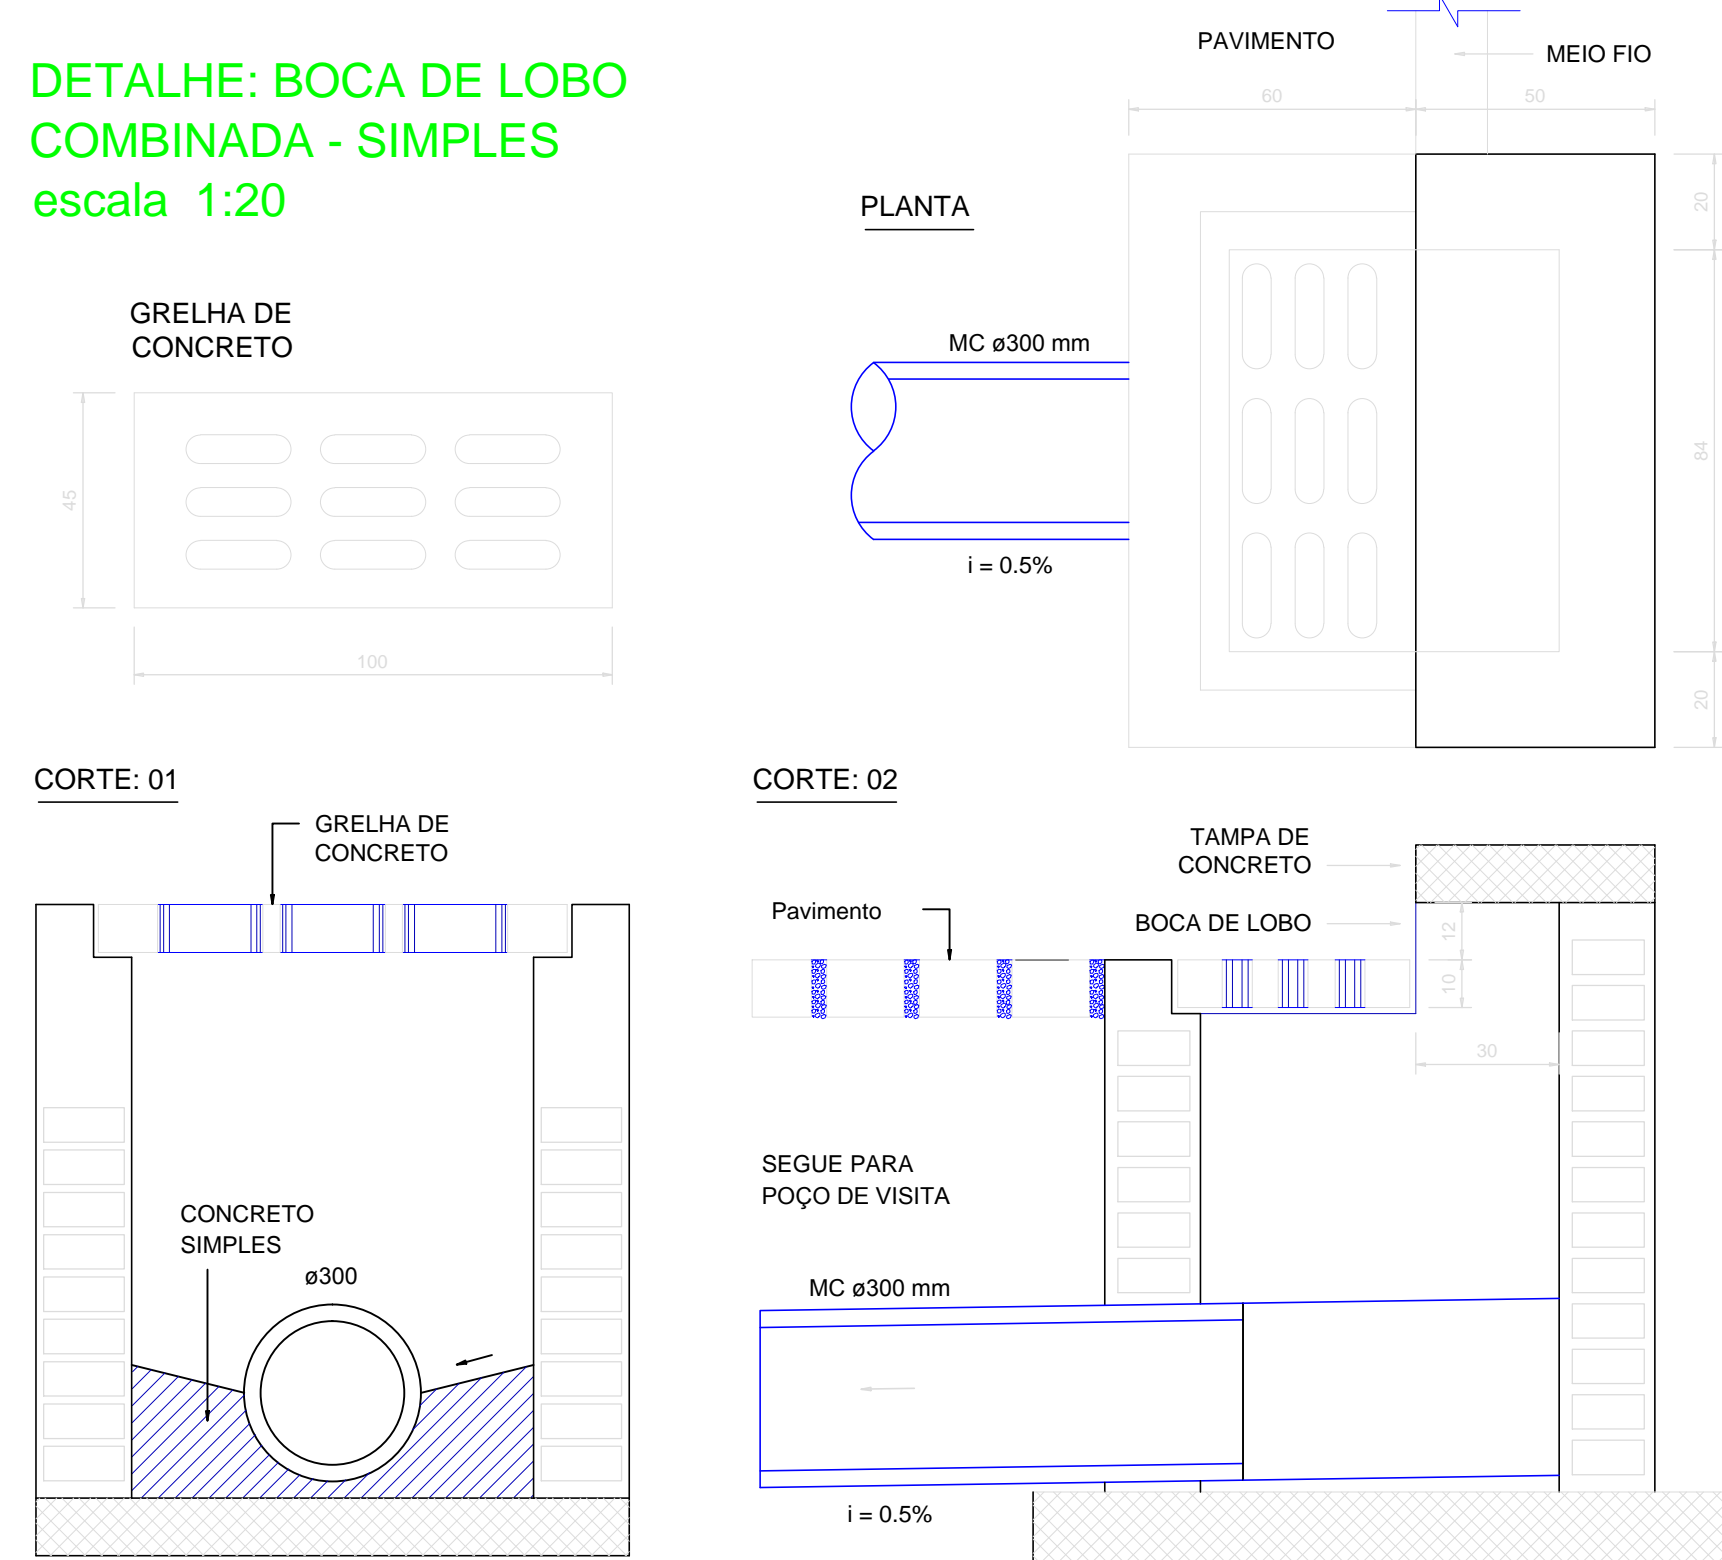 DETALHE: BOCA DE LOBO
COMBINADA - SIMPLES
escala 1:20
PAVIMENTO
MEIO FIO
60
50
PLANTA
20
84
20
MC ø300 mm
i = 0.5%
GRELHA DE
CONCRETO
45
100
CORTE: 01
GRELHA DE
CONCRETO
CONCRETO
SIMPLES
ø300
CORTE: 02
TAMPA DE
CONCRETO
BOCA DE LOBO
Pavimento
12
10
30
SEGUE PARA
POÇO DE VISITA
MC ø300 mm
i = 0.5%